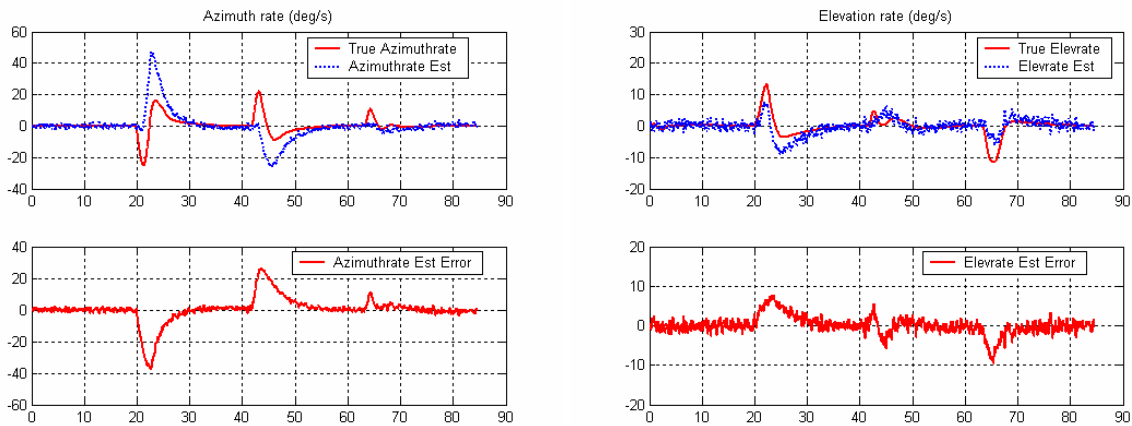 Azimuth rate (deg/s)
60
40
20
0
-20
-40
True Azimuthrate
Azimuthrate Est
0 10 20 30 40 50 60 70 80 90
Elevation rate (deg/s)
30
20
10
0
-10
-20
True Elevrate
Elevrate Est
0 10 20 30 40 50 60 70 80 90
40
20
0
-20
-40
-60
Azimuthrate Est Error
0 10 20 30 40 50 60 70 80 90
20
10
0
-10
-20
Elevrate Est Error
0 10 20 30 40 50 60 70 80 90